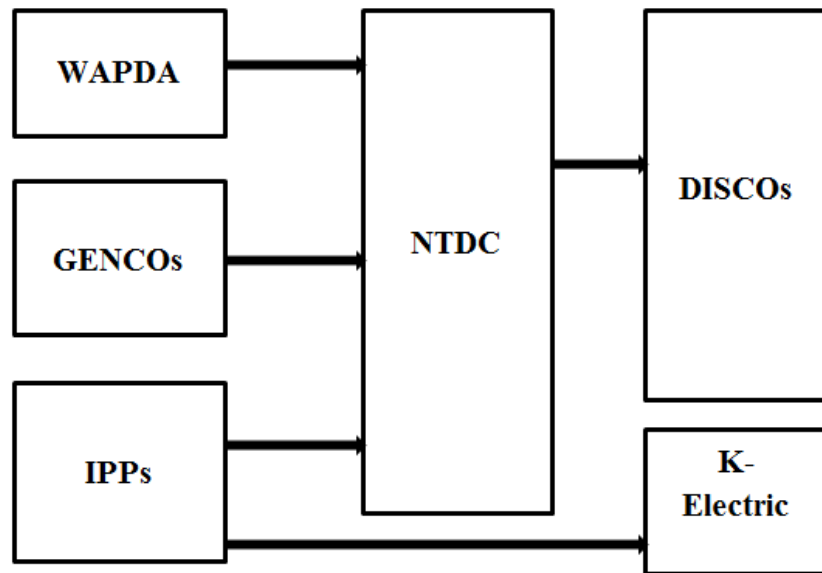 WAPDA
GENCOs
IPPs
NTDC
DISCOs
K-
Electric